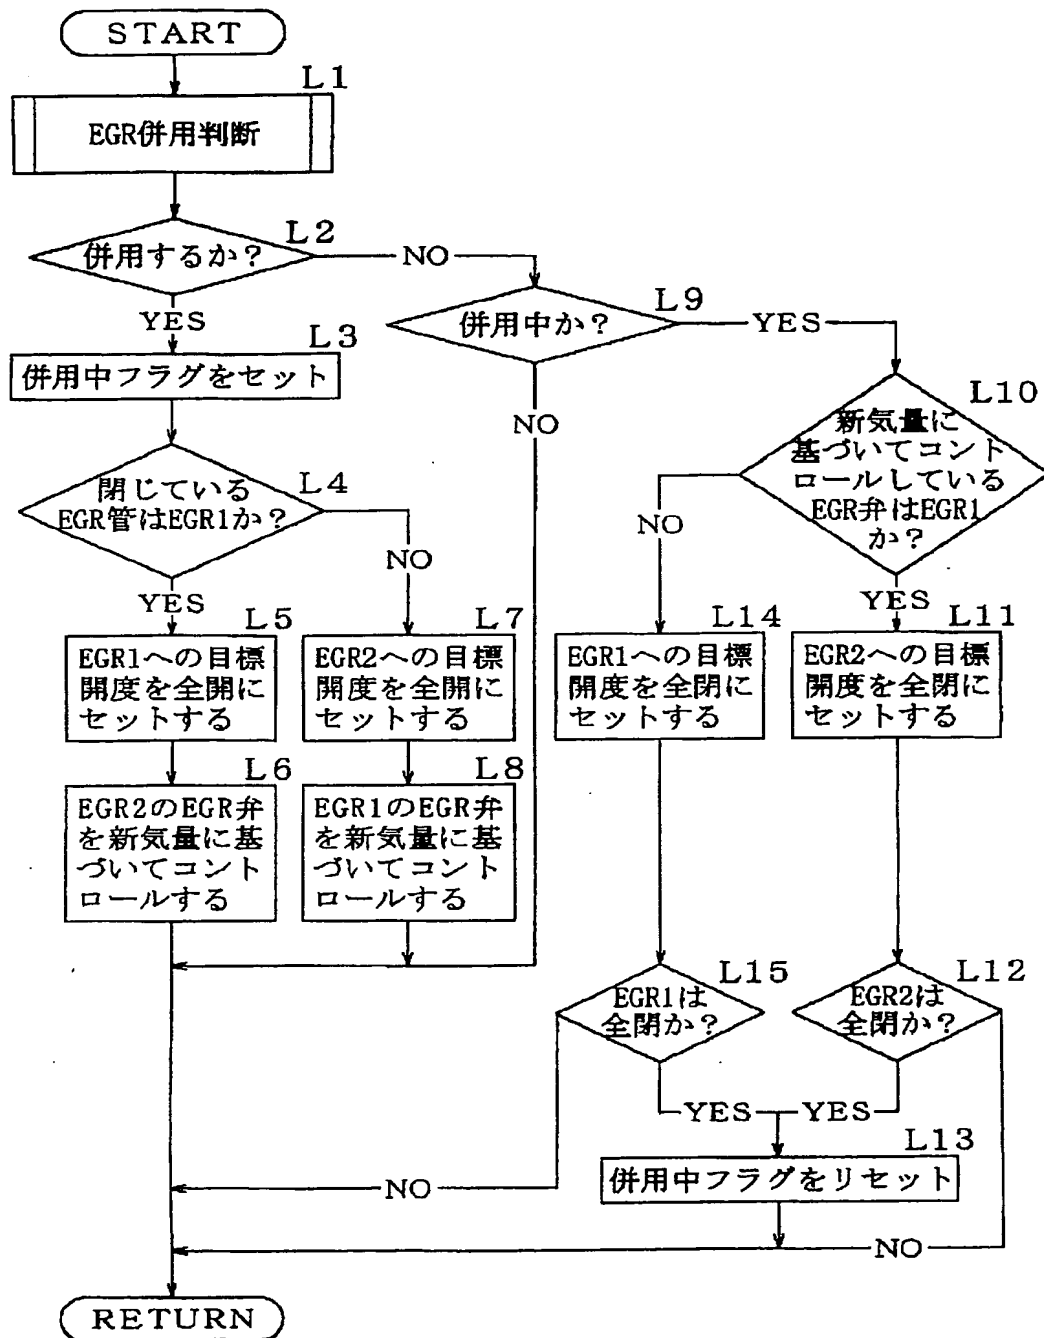 START
L1
EGR併用判断
L2
併用するか?
NO
YES
L3
併用中フラグをセット
L4
閉じている
EGR管はEGR1か?
NO
YES
L5
EGR1への目標
開度を全開に
セットする
L6
EGR2のEGR弁
を新気量に基
づいてコント
ロールする
L7
EGR2への目標
開度を全開に
セットする
L8
EGR1のEGR弁
を新気量に基
づいてコント
ロールする
L9
併用中か?
YES
NO
L10
新気量に
基づいてコント
ロールしている
EGR弁はEGR1
か?
NO
YES
L14
EGR1への目標
開度を全閉に
セットする
L11
EGR2への目標
開度を全閉に
セットする
L15
EGR1は
全閉か?
L12
EGR2は
全閉か?
YES
YES
L13
併用中フラグをリセット
NO
NO
RETURN